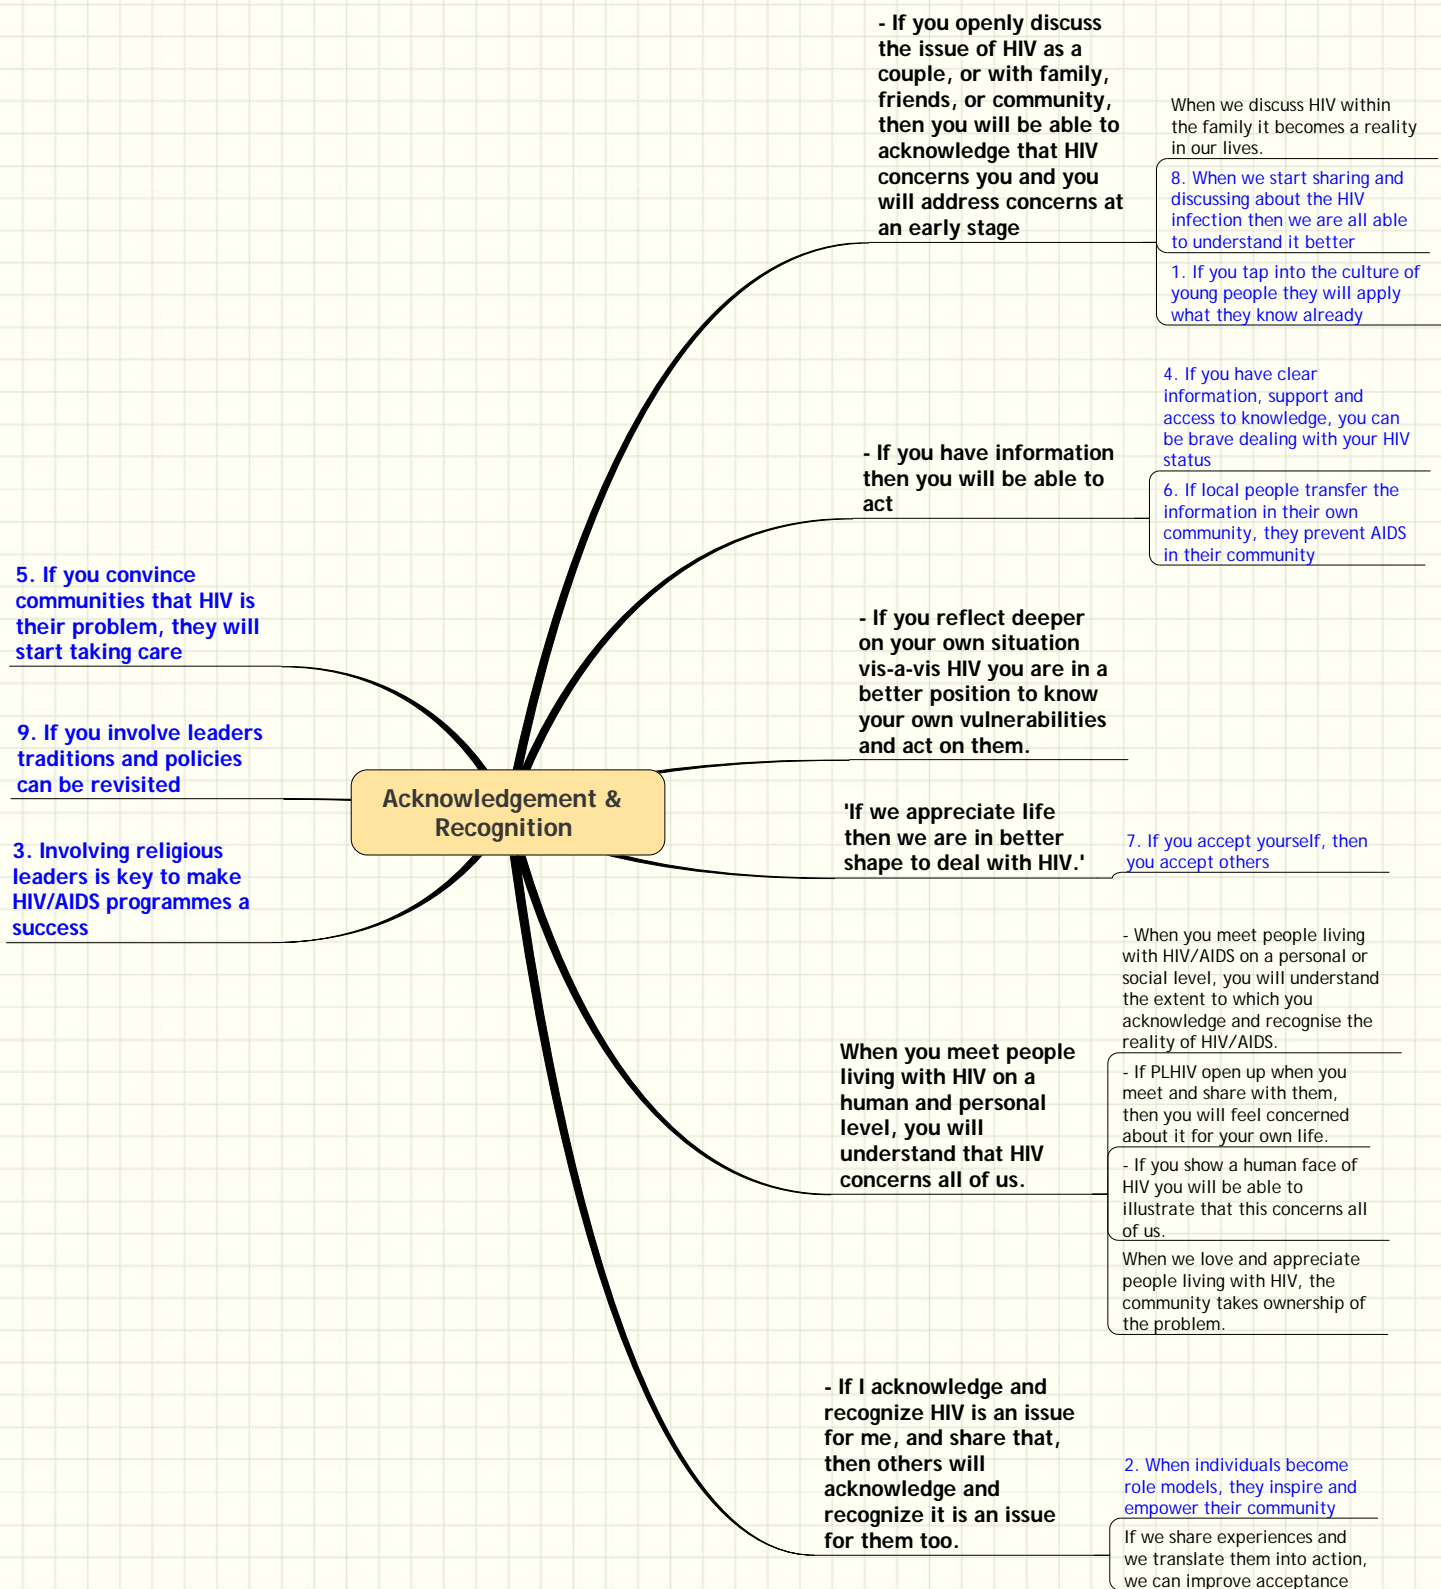 - If you openly discuss
the issue of HIV as a
couple, or with family,
friends, or community,
then you will be able to
acknowledge that HIV
concerns you and you
will address concerns at
an early stage
When we discuss HIV within
the family it becomes a reality
in our lives.
8. When we start sharing and
discussing about the HIV
infection then we are all able
to understand it better
1. If you tap into the culture of
young people they will apply
what they know already
- If you have information
then you will be able to
act
4. If you have clear
information, support and
access to knowledge, you can
be brave dealing with your HIV
status
6. If local people transfer the
information in their own
community, they prevent AIDS
in their community
- If you reflect deeper
on your own situation
vis-a-vis HIV you are in a
better position to know
your own vulnerabilities
and act on them.
'If we appreciate life
then we are in better
shape to deal with HIV.'
7. If you accept yourself, then
you accept others
When you meet people
living with HIV on a
human and personal
level, you will
understand that HIV
concerns all of us.
- When you meet people living
with HIV/AIDS on a personal or
social level, you will understand
the extent to which you
acknowledge and recognise the
reality of HIV/AIDS.
- If PLHIV open up when you
meet and share with them,
then you will feel concerned
about it for your own life.
- If you show a human face of
HIV you will be able to
illustrate that this concerns all
of us.
When we love and appreciate
people living with HIV, the
community takes ownership of
the problem.
- If I acknowledge and
recognize HIV is an issue
for me, and share that,
then others will
acknowledge and
recognize it is an issue
for them too.
2. When individuals become
role models, they inspire and
empower their community
If we share experiences and
we translate them into action,
we can improve acceptance
5. If you convince
communities that HIV is
their problem, they will
start taking care
9. If you involve leaders
traditions and policies
can be revisited
3. Involving religious
leaders is key to make
HIV/AIDS programmes a
success
Acknowledgement &
Recognition